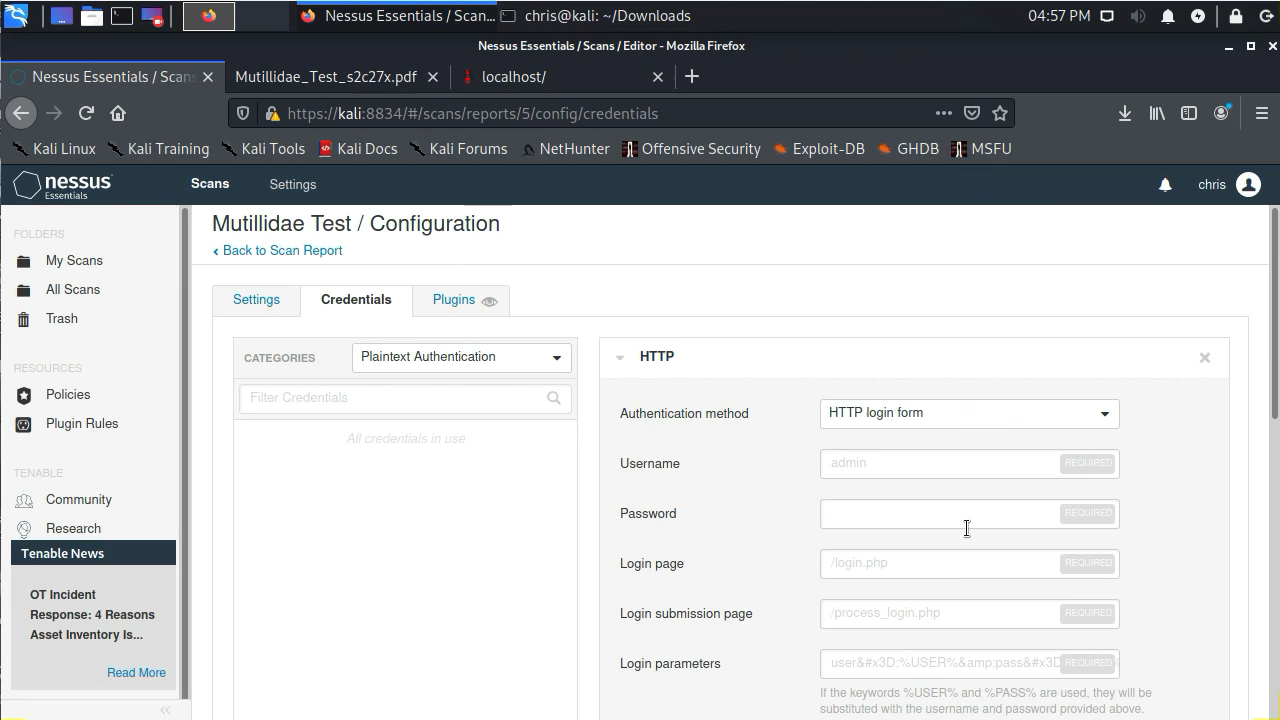 Nessus Essentials / Scan...
chris@kali: ~/Downloads
04:57 PM
Nessus Essentials / Scans / Editor - Mozilla Firefox
Nessus Essentials / Scans
Mutillidae_Test_s2c27x.pdf
localhost/
https://kali:8834/#/scans/reports/5/config/credentials
Kali Linux
Kali Training
Kali Tools
Kali Docs
Kali Forums
NetHunter
Offensive Security
Exploit-DB
GHDB
MSFU
nessus
Essentials
Scans
Settings
chris
FOLDERS
My Scans
All Scans
Trash
RESOURCES
Policies
Plugin Rules
TENABLE
Community
Research
Tenable News
OT Incident
Response: 4 Reasons
Asset Inventory Is...
Read More
Mutillidae Test / Configuration
Back to Scan Report
Settings
Credentials
Plugins
CATEGORIES
Plaintext Authentication
Filter Credentials
All credentials in use
HTTP
Authentication method
HTTP login form
Username
admin
REQUIRED
Password
REQUIRED
Login page
/login.php
REQUIRED
Login submission page
/process_login.php
REQUIRED
Login parameters
user&#x3D;%USER%&amp;pass&#x3D
REQUIRED
If the keywords %USER% and %PASS% are used, they will be
substituted with the username and password provided above.